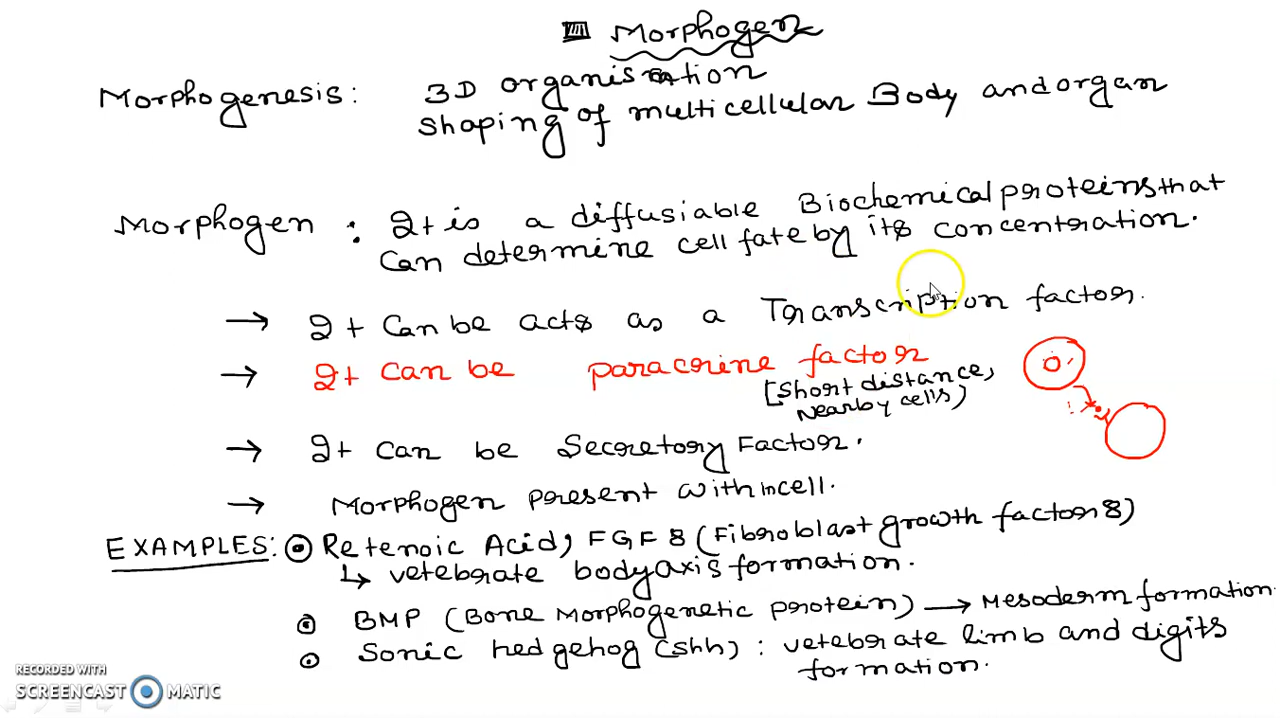 Morphogen
Morphogenesis: 3D organisation
shaping of multicellular Body and organ
Morphogen: It is a diffusiable Biochemical proteins that
can determine cell fate by its concentration.
→ It can be acts as a Transcription factor.
→ It can be paracrine factor
[short distance,
Nearby cells)
→ It can be Secretory Factor.
→ Morphogen present within cell.
EXAMPLES: Retenoic Acid, FGF 8 (Fibroblast growth factor 8)
↳ vetebrate body axis formation.
BMP (Bone Morphogenetic protein) → Mesoderm formation.
Sonic hedgehog (shh) : vetebrate limb and digits
formation.
RECORDED WITH
SCREENCAST MATIC